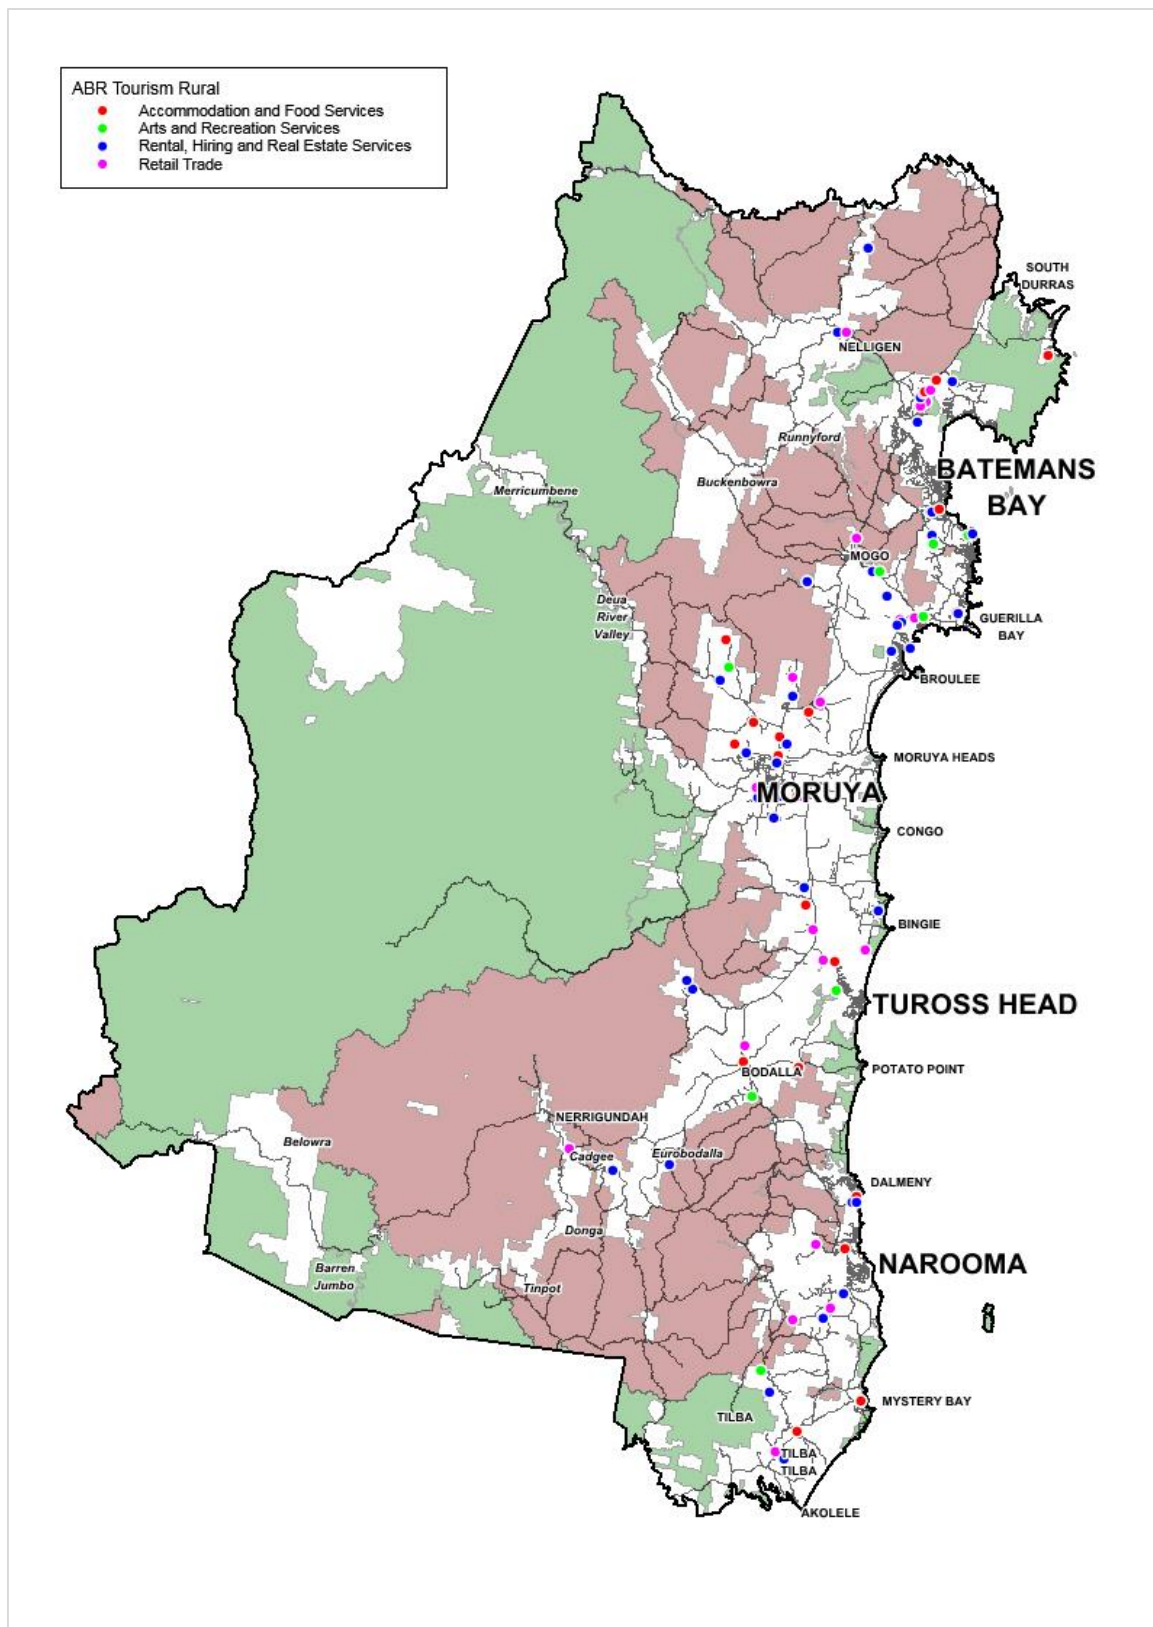 ABR Tourism Rural
Accommodation and Food Services
Arts and Recreation Services
Rental, Hiring and Real Estate Services
Retail Trade
SOUTH
DURRAS
NELLIGEN
Runnyford
BATEMANS
BAY
Buckenbowra
Merricumbene
MOGO
Deua
River
Valley
GUERILLA
BAY
BROULEE
MORUYA HEADS
MORUYA
CONGO
BINGIE
TUROSS HEAD
POTATO POINT
BODALLA
NERRIGUNDAH
Belowra
Cadgee
Eurobodalla
DALMENY
Donga
NAROOMA
Barren
Jumbo
Tinpot
MYSTERY BAY
TILBA
TILBA
TILBA
AKOLELE